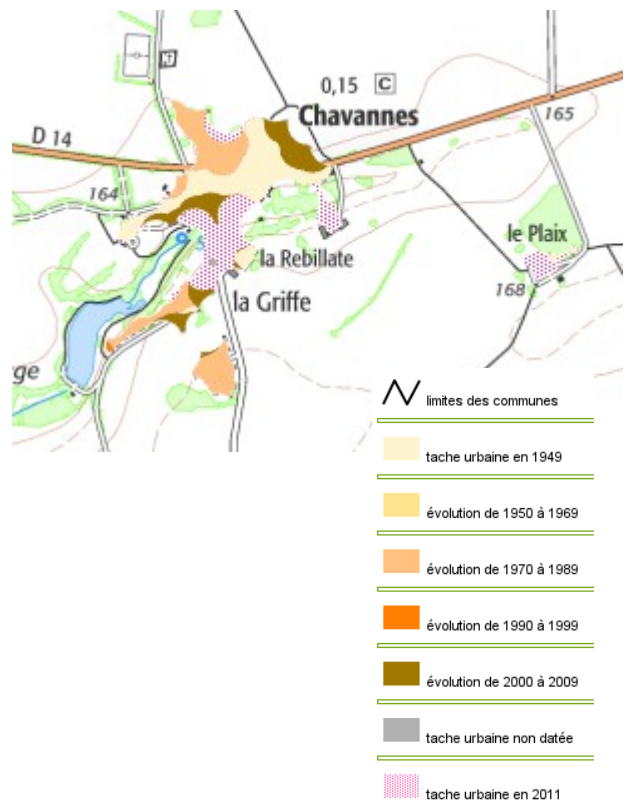 0,15 C
Chavannes
D 14
165
164
le Plaix
la Rebillate
168
la Griffe
ge
limites des communes
tache urbaine en 1949
évolution de 1950 à 1969
évolution de 1970 à 1989
évolution de 1990 à 1999
évolution de 2000 à 2009
tache urbaine non datée
tache urbaine en 2011